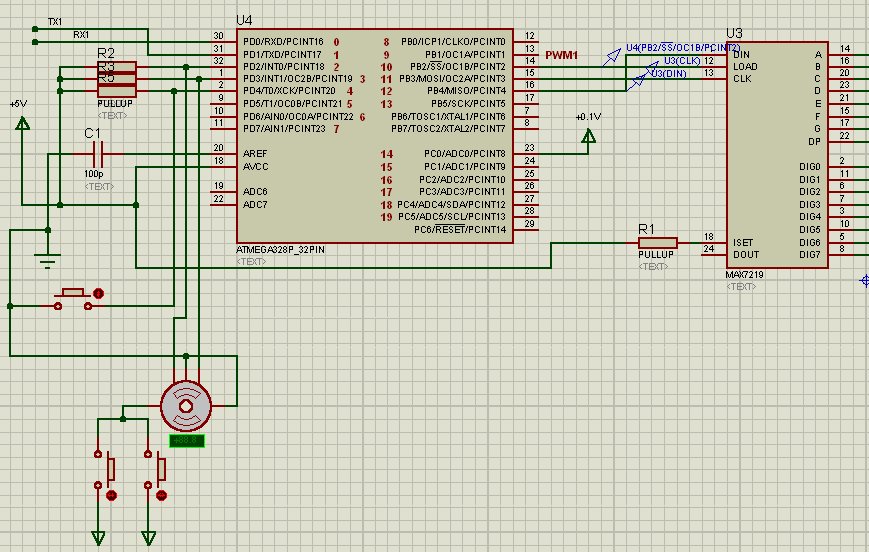 TX1
RX1
+5V
R2
R3
R5
PULLUP
<TEXT>
C1
100p
<TEXT>
U4
30 PD0/RXD/PCINT16 0 8 PB0/ICP1/CLKO/PCINT0 12
31 PD1/TXD/PCINT17 1 9 PB1/OC1A/PCINT1 13 PWM1
32 PD2/INT0/PCINT18 2 10 PB2/SS/OC1B/PCINT2 14
1 PD3/INT1/OC2B/PCINT19 3 11 PB3/MOSI/OC2A/PCINT3 15
2 PD4/T0/XCK/PCINT20 4 12 PB4/MISO/PCINT4 16
9 PD5/T1/OC0B/PCINT21 5 13 PB5/SCK/PCINT5 17
10 PD6/AIN0/OC0A/PCINT22 6 PB6/TOSC1/XTAL1/PCINT6 7
11 PD7/AIN1/PCINT23 7 PB7/TOSC2/XTAL2/PCINT7 8
20 AREF 14 PC0/ADC0/PCINT8 23
18 AVCC 15 PC1/ADC1/PCINT9 24
16 PC2/ADC2/PCINT10 25
19 ADC6 17 PC3/ADC3/PCINT11 26
22 ADC7 18 PC4/ADC4/SDA/PCINT12 27
19 PC5/ADC5/SCL/PCINT13 28
PC6/RESET/PCINT14 29
ATMEGA328P_32PIN
<TEXT>
+0.1V
U4(PB2/SS/OC1B/PCINT2)
U3(CLK)
U3(DIN)
R1
PULLUP
<TEXT>
U3
1 DIN A 14
12 LOAD B 16
13 CLK C 20
D 23
E 21
F 15
G 17
DP 22
DIG0 2
DIG1 11
DIG2 6
DIG3 7
DIG4 3
DIG5 10
18 ISET DIG6 5
24 DOUT DIG7 8
MAX7219
<TEXT>